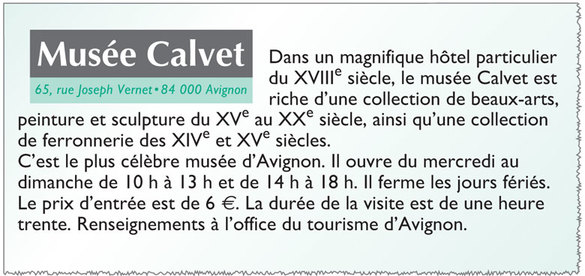 Musée Calvet
65, rue Joseph Vernet • 84 000 Avignon
Dans un magnifique hôtel particulier
du XVIIIe siècle, le musée Calvet est
riche d'une collection de beaux-arts,
peinture et sculpture du XVe au XXe siècle, ainsi qu'une collection
de ferronnerie des XIVe et XVe siècles.
C'est le plus célèbre musée d'Avignon. Il ouvre du mercredi au
dimanche de 10 h à 13 h et de 14 h à 18 h. Il ferme les jours fériés.
Le prix d'entrée est de 6 €. La durée de la visite est de une heure
trente. Renseignements à l'office du tourisme d'Avignon.